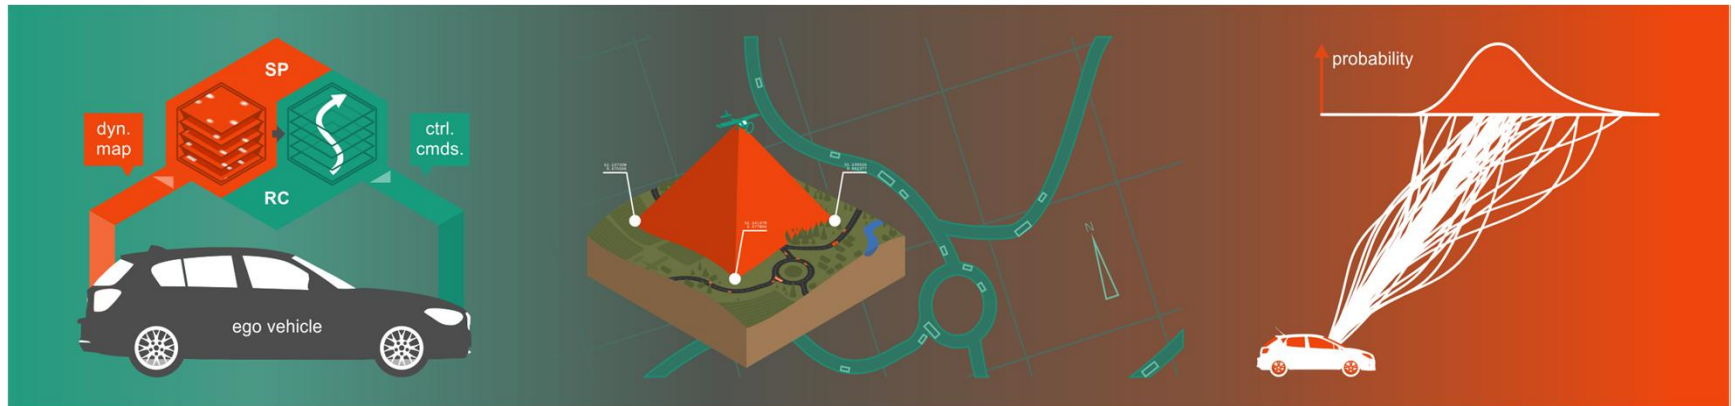 SP
dyn.
map
ctrl.
cmds.
RC
ego vehicle
N
probability